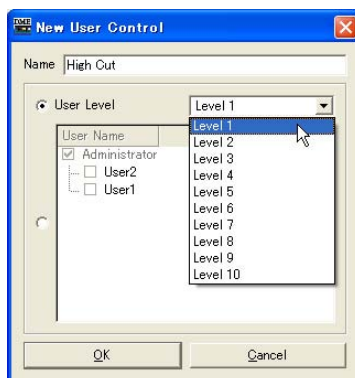 DME New User Control
Name High Cut
User Level Level 1
Level 1
Level 2
Level 3
Level 4
Level 5
Level 6
Level 7
Level 8
Level 9
Level 10
User Name
Administrator
User2
User1
OK Cancel